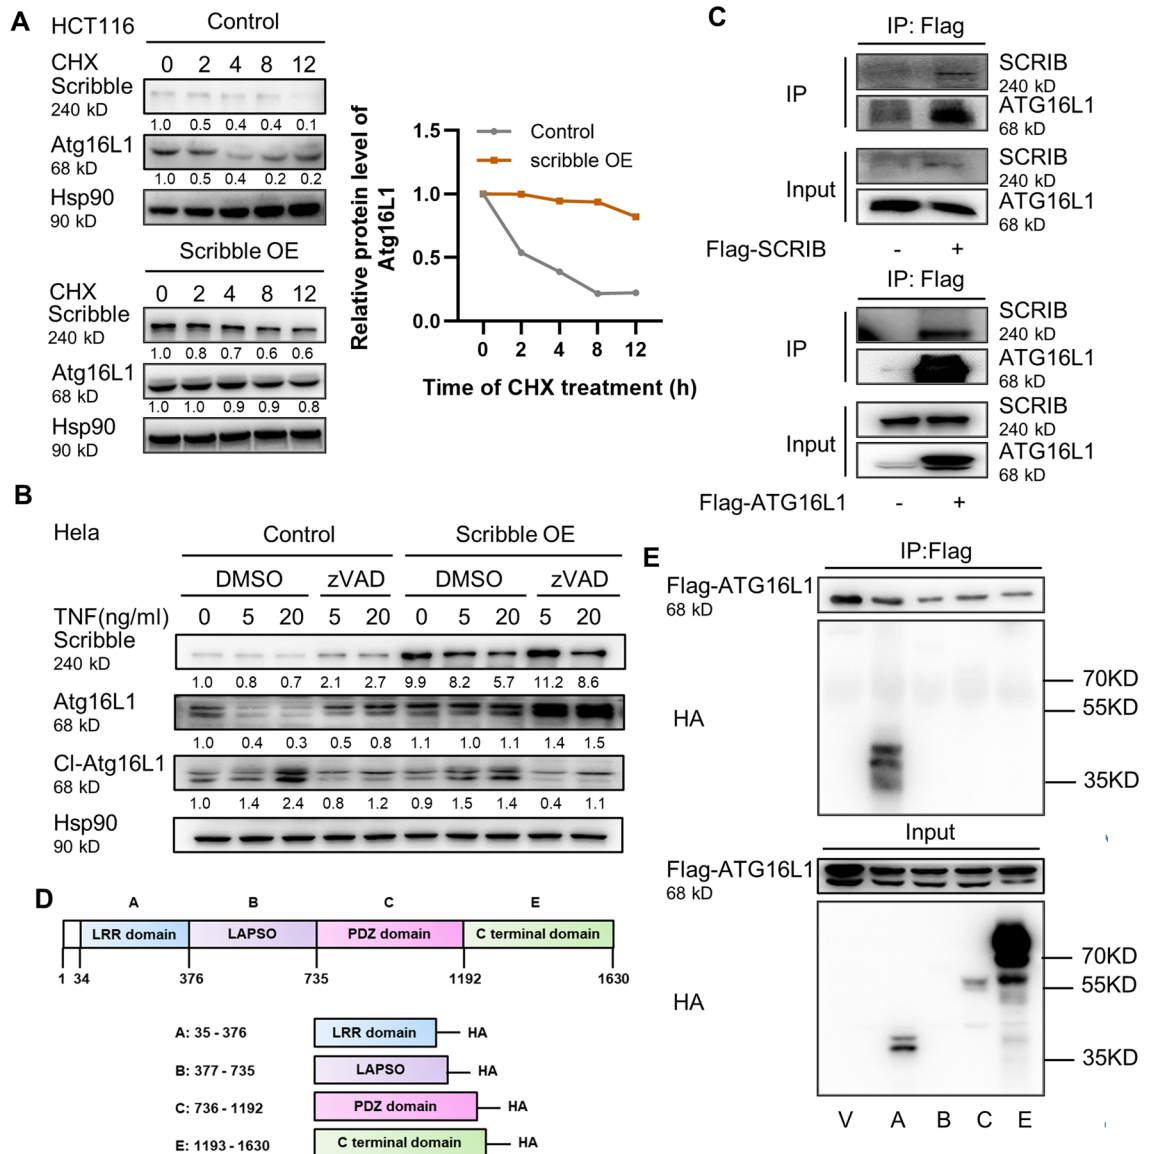 A
HCT116
Control
CHX 0 2 4 8 12
Scribble
240 kD
1.0 0.5 0.4 0.4 0.1
Atg16L1
68 kD
1.0 0.5 0.4 0.2 0.2
Hsp90
90 kD
Scribble OE
CHX 0 2 4 8 12
Scribble
240 kD
1.0 0.8 0.7 0.6 0.6
Atg16L1
68 kD
1.0 1.0 0.9 0.9 0.8
Hsp90
90 kD
Relative protein level of
Atg16L1
1.5
1.0
0.5
0.0
Control
scribble OE
0 2 4 8 12
Time of CHX treatment (h)
B
Hela
Control Scribble OE
DMSO zVAD DMSO zVAD
TNF(ng/ml) 0 5 20 5 20 0 5 20 5 20
Scribble
240 kD
1.0 0.8 0.7 2.1 2.7 9.9 8.2 5.7 11.2 8.6
Atg16L1
68 kD
1.0 0.4 0.3 0.5 0.8 1.1 1.0 1.1 1.4 1.5
Cl-Atg16L1
68 kD
1.0 1.4 2.4 0.8 1.2 0.9 1.5 1.4 0.4 1.1
Hsp90
90 kD
C
IP: Flag
IP
SCRIB
240 kD
ATG16L1
68 kD
Input
SCRIB
240 kD
ATG16L1
68 kD
Flag-SCRIB - +
IP: Flag
IP
SCRIB
240 kD
ATG16L1
68 kD
Input
SCRIB
240 kD
ATG16L1
68 kD
Flag-ATG16L1 - +
D
A B C E
LRR domain LAPSO PDZ domain C terminal domain
1 34 376 735 1192 1630
A: 35 - 376 LRR domain HA
B: 377 - 735 LAPSO HA
C: 736 - 1192 PDZ domain HA
E: 1193 - 1630 C terminal domain HA
E
IP:Flag
Flag-ATG16L1
68 kD
HA
70KD
55KD
35KD
Input
Flag-ATG16L1
68 kD
HA
70KD
55KD
35KD
V A B C E